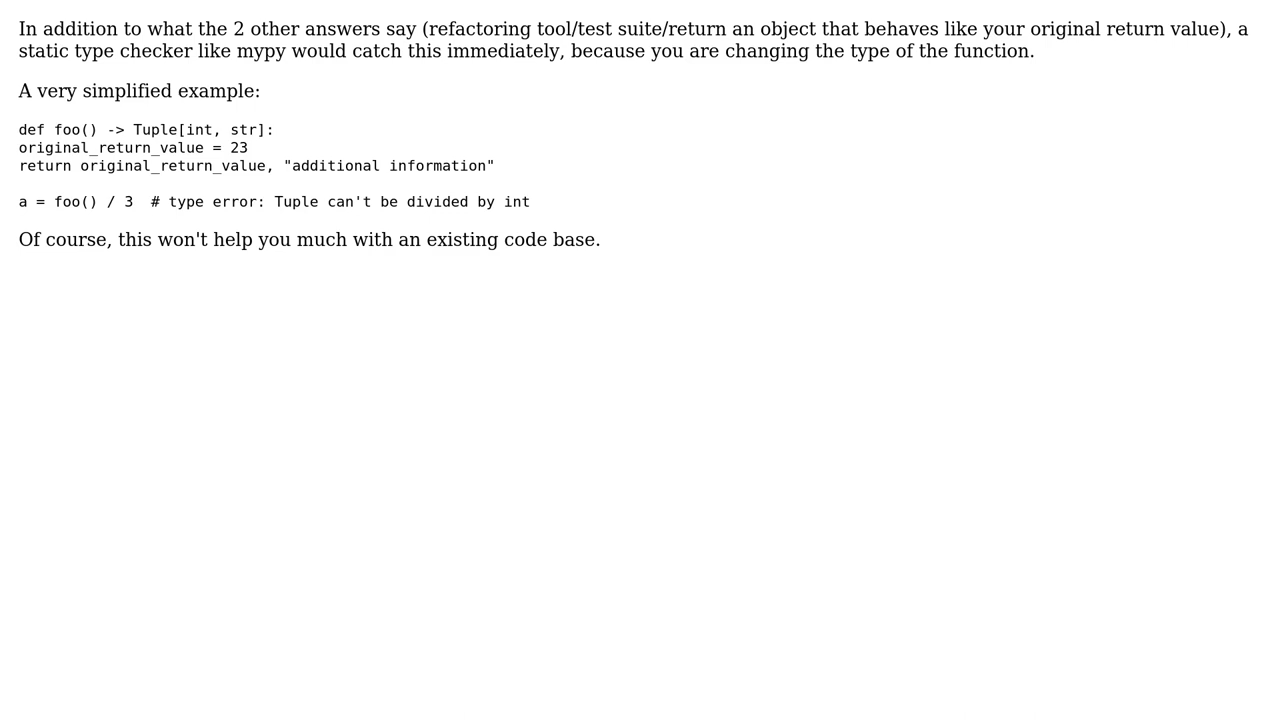 In addition to what the 2 other answers say (refactoring tool/test suite/return an object that behaves like your original return value), a
static type checker like mypy would catch this immediately, because you are changing the type of the function.
A very simplified example:
def foo() -> Tuple[int, str]:
original_return_value = 23
return original_return_value, "additional information"
a = foo() / 3  # type error: Tuple can't be divided by int
Of course, this won't help you much with an existing code base.